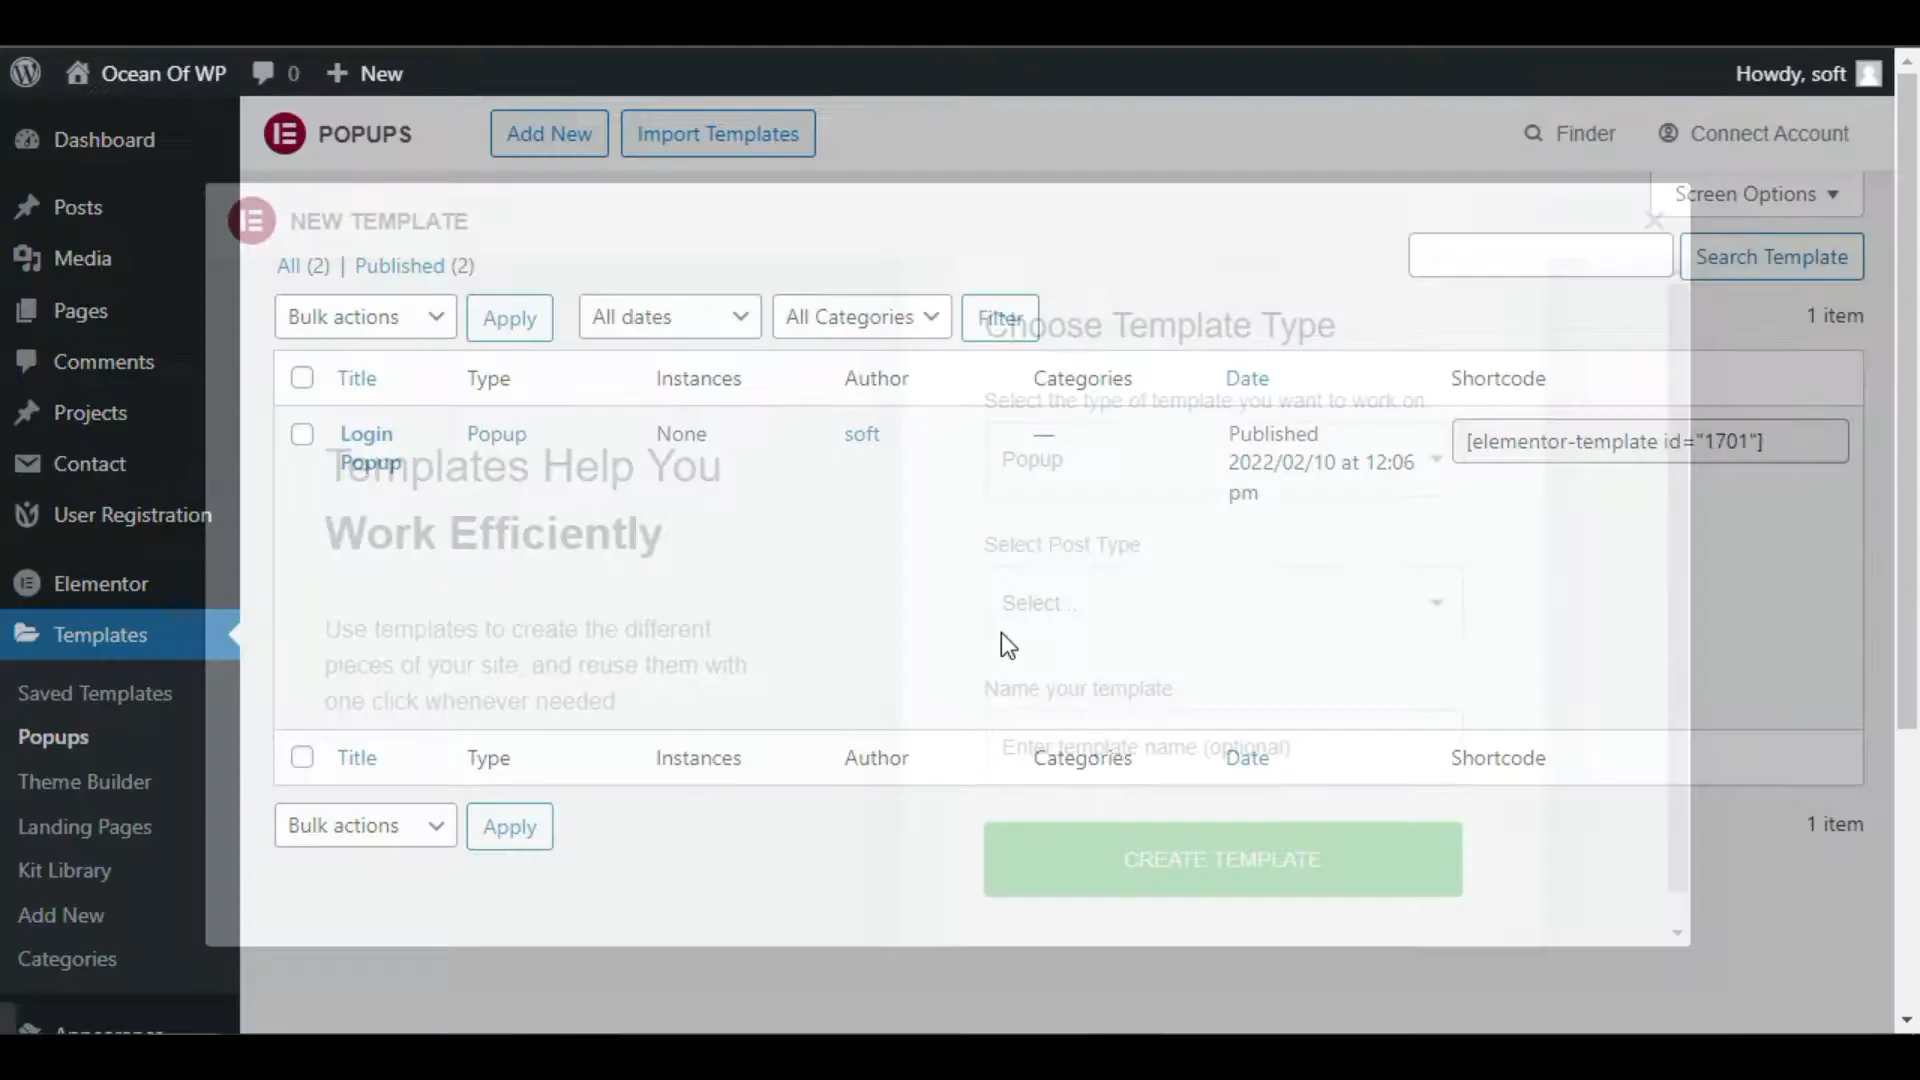 Ocean Of WP 0 + New Howdy, soft
Dashboard
Posts
Media
Pages
Comments
Projects
Contact
User Registration
Elementor
Templates
Saved Templates
Popups
Theme Builder
Landing Pages
Kit Library
Add New
Categories
Appearance
POPUPS Add New Import Templates Finder Connect Account
Screen Options
NEW TEMPLATE
All (2) | Published (2)
Search Template
Bulk actions Apply All dates All Categories Filter 1 item
Title Type Instances Author Categories Date Shortcode
Login Popup None soft — Published [elementor-template id="1701"]
Popup 2022/02/10 at 12:06
pm
Title Type Instances Author Categories Date Shortcode
Bulk actions Apply 1 item
Templates Help You
Work Efficiently
Use templates to create the different
pieces of your site, and reuse them with
one click whenever needed
Choose Template Type
Select the type of template you want to work on
Popup
Select Post Type
Select...
Name your template
Enter template name (optional)
CREATE TEMPLATE